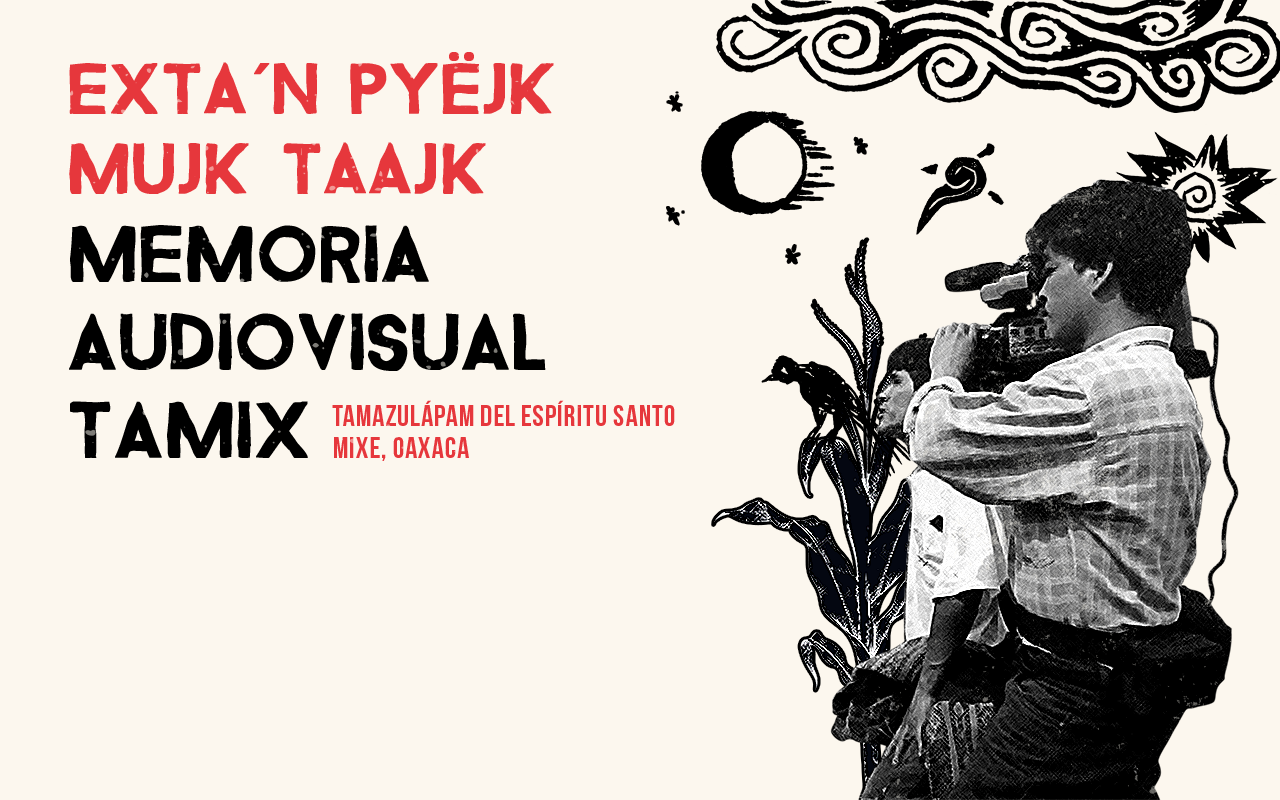 EXTA´N PYËJK
MUJK TAAJK
MEMORIA
AUDIOVISUAL
TAMIX
TAMAZULÁPAM DEL ESPÍRITU SANTO
MIXE, OAXACA